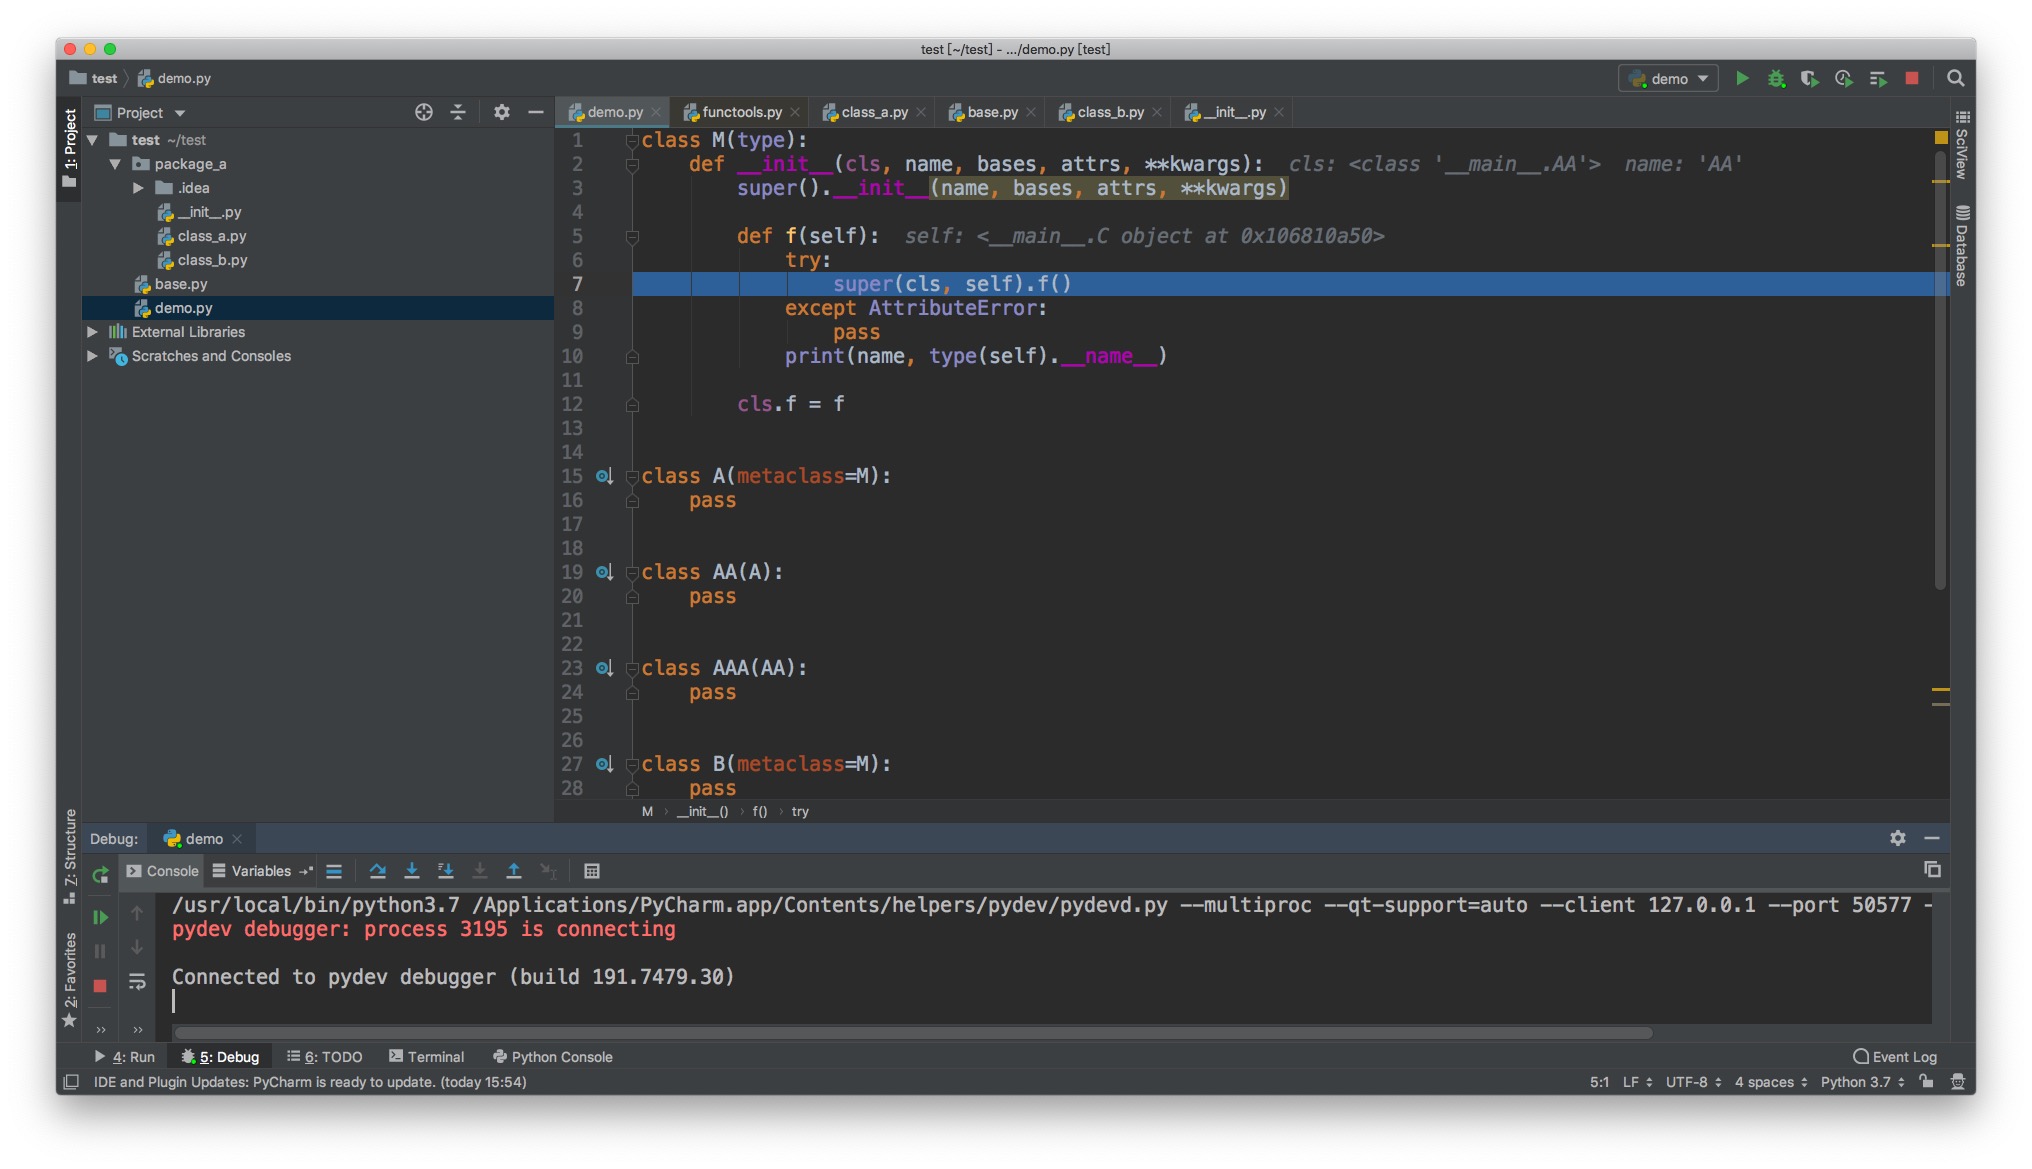 test [~/test] - .../demo.py [test]
test demo.py
demo
1: Project
Project
test ~/test
package_a
.idea
__init__.py
class_a.py
class_b.py
base.py
demo.py
External Libraries
Scratches and Consoles
demo.py functools.py class_a.py base.py class_b.py __init__.py
1 class M(type):
2 def __init__(cls, name, bases, attrs, **kwargs): cls: <class '__main__.AA'> name: 'AA'
3 super().__init__(name, bases, attrs, **kwargs)
4
5 def f(self): self: <__main__.C object at 0x106810a50>
6 try:
7 super(cls, self).f()
8 except AttributeError:
9 pass
10 print(name, type(self).__name__)
11
12 cls.f = f
13
14
15 class A(metaclass=M):
16 pass
17
18
19 class AA(A):
20 pass
21
22
23 class AAA(AA):
24 pass
25
26
27 class B(metaclass=M):
28 pass
M › __init__() › f() › try
SciView
Database
7: Structure
2: Favorites
Debug: demo
Console Variables
/usr/local/bin/python3.7 /Applications/PyCharm.app/Contents/helpers/pydev/pydevd.py --multiproc --qt-support=auto --client 127.0.0.1 --port 50577 -
pydev debugger: process 3195 is connecting
Connected to pydev debugger (build 191.7479.30)
4: Run 5: Debug 6: TODO Terminal Python Console Event Log
IDE and Plugin Updates: PyCharm is ready to update. (today 15:54) 5:1 LF UTF-8 4 spaces Python 3.7